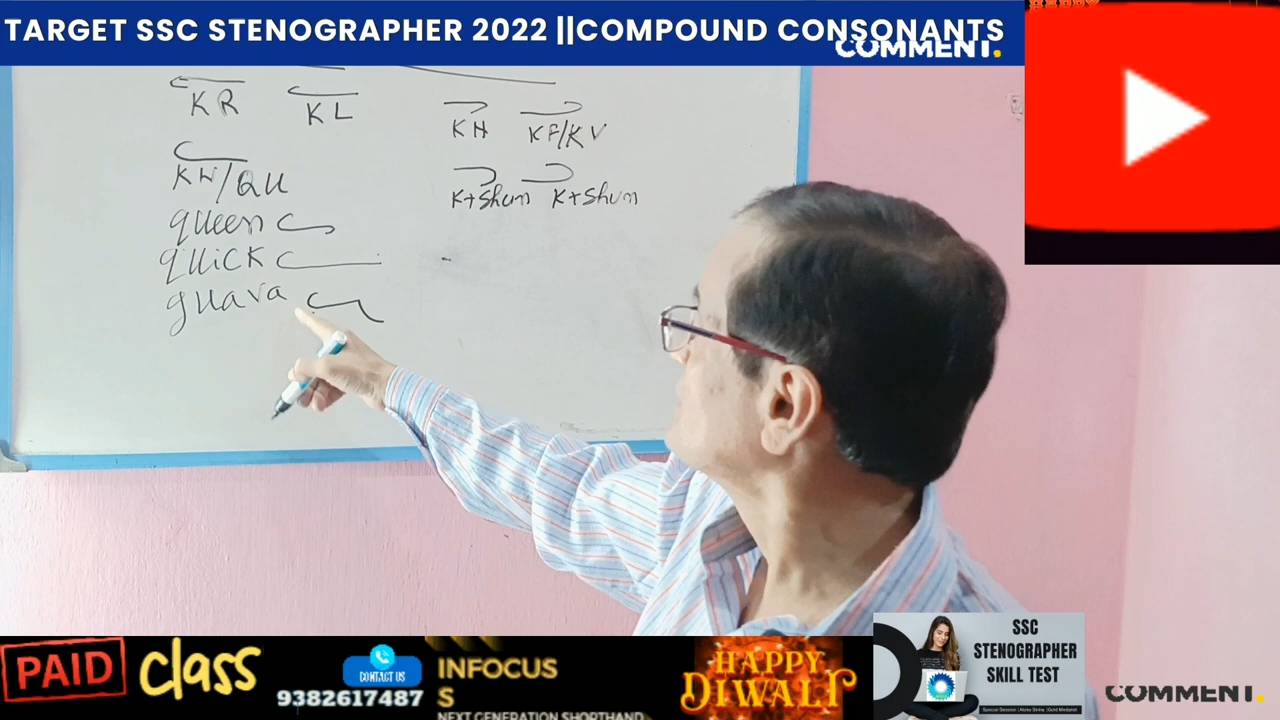 TARGET SSC STENOGRAPHER 2022 ||COMPOUND CONSONANTS
COMMENT.
KR KL KN KF/KV
KW/QU K+Shun K+Shun
queen
quick
guava
PAID class
CONTACT US
9382617487
INFOCUS
S
NEXT GENERATION SHORTHAND
HAPPY
DIWALI
SSC
STENOGRAPHER
SKILL TEST
COMMENT.